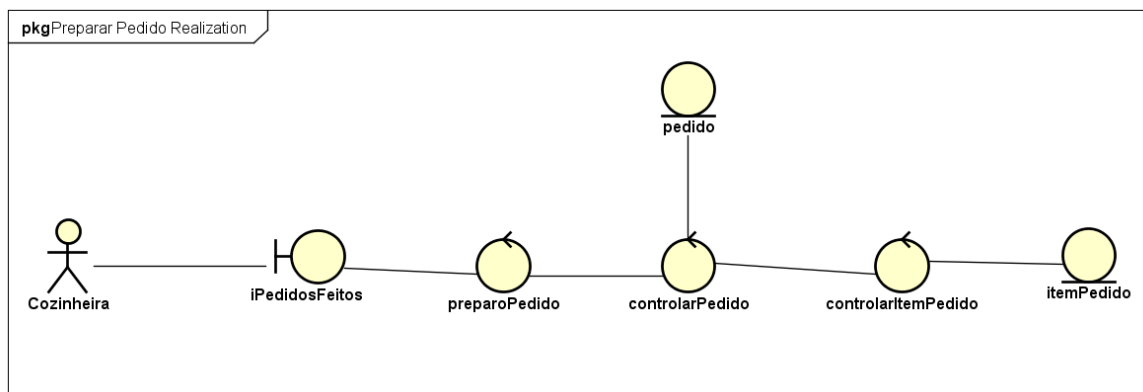 pkgPreparar Pedido Realization
pedido
Cozinheira
iPedidosFeitos
preparoPedido
controlarPedido
controlarItemPedido
itemPedido